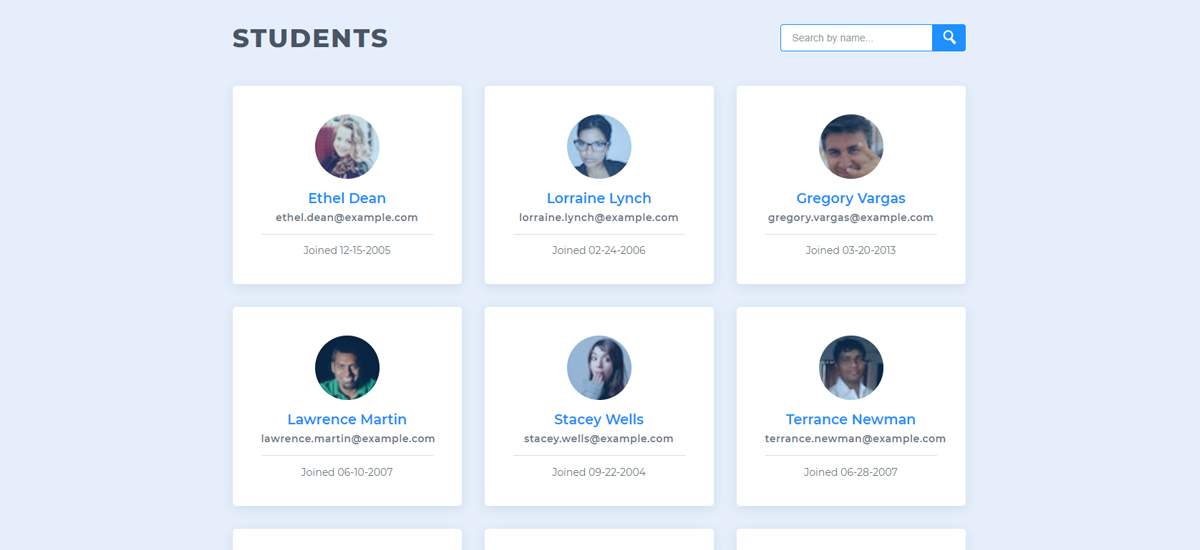 STUDENTS
Search by name...
Ethel Dean
ethel.dean@example.com
Joined 12-15-2005
Lorraine Lynch
lorraine.lynch@example.com
Joined 02-24-2006
Gregory Vargas
gregory.vargas@example.com
Joined 03-20-2013
Lawrence Martin
lawrence.martin@example.com
Joined 06-10-2007
Stacey Wells
stacey.wells@example.com
Joined 09-22-2004
Terrance Newman
terrance.newman@example.com
Joined 06-28-2007